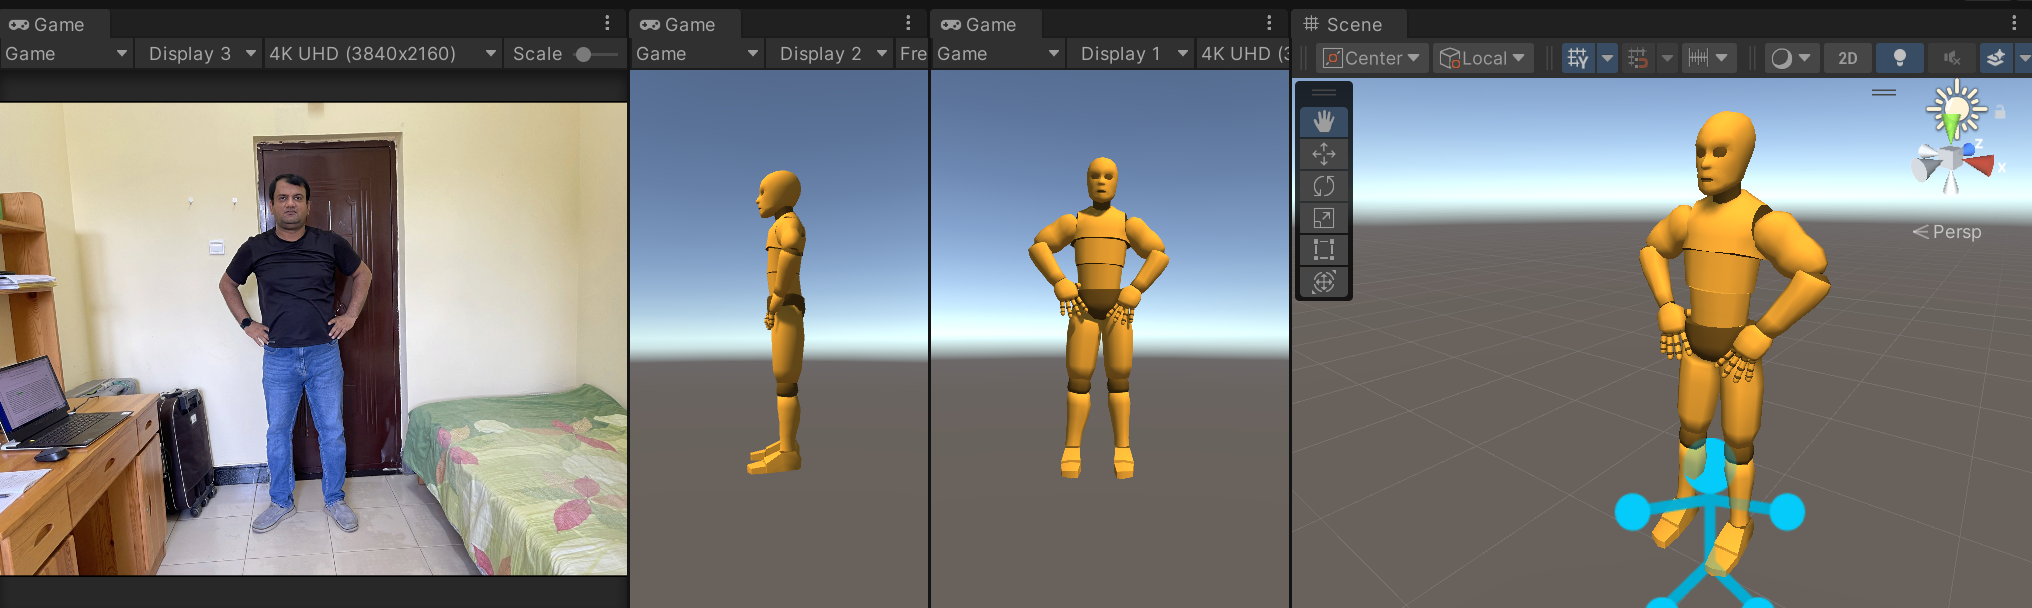 Game
Game
Game
Scene
Game
Display 3
4K UHD (3840x2160)
Scale
Game
Display 2
Fre
Game
Display 1
4K UHD (3
Center
Local
2D
z
x
Persp